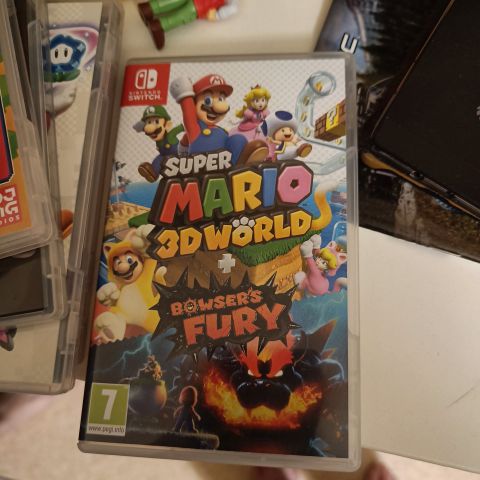 NINTENDO
SWITCH
SUPER
MARIO
3D WORLD
+
BOWSER'S
FURY
7
www.pegi.info